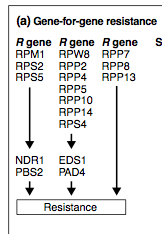 (a) Gene-for-gene resistance
R gene R gene R gene S
RPM1 RPW8 RPP7
RPS2 RPP2 RPP8
RPS5 RPP4 RPP13
RPP5
RPP10
RPP14
RPS4
NDR1 EDS1
PBS2 PAD4
Resistance